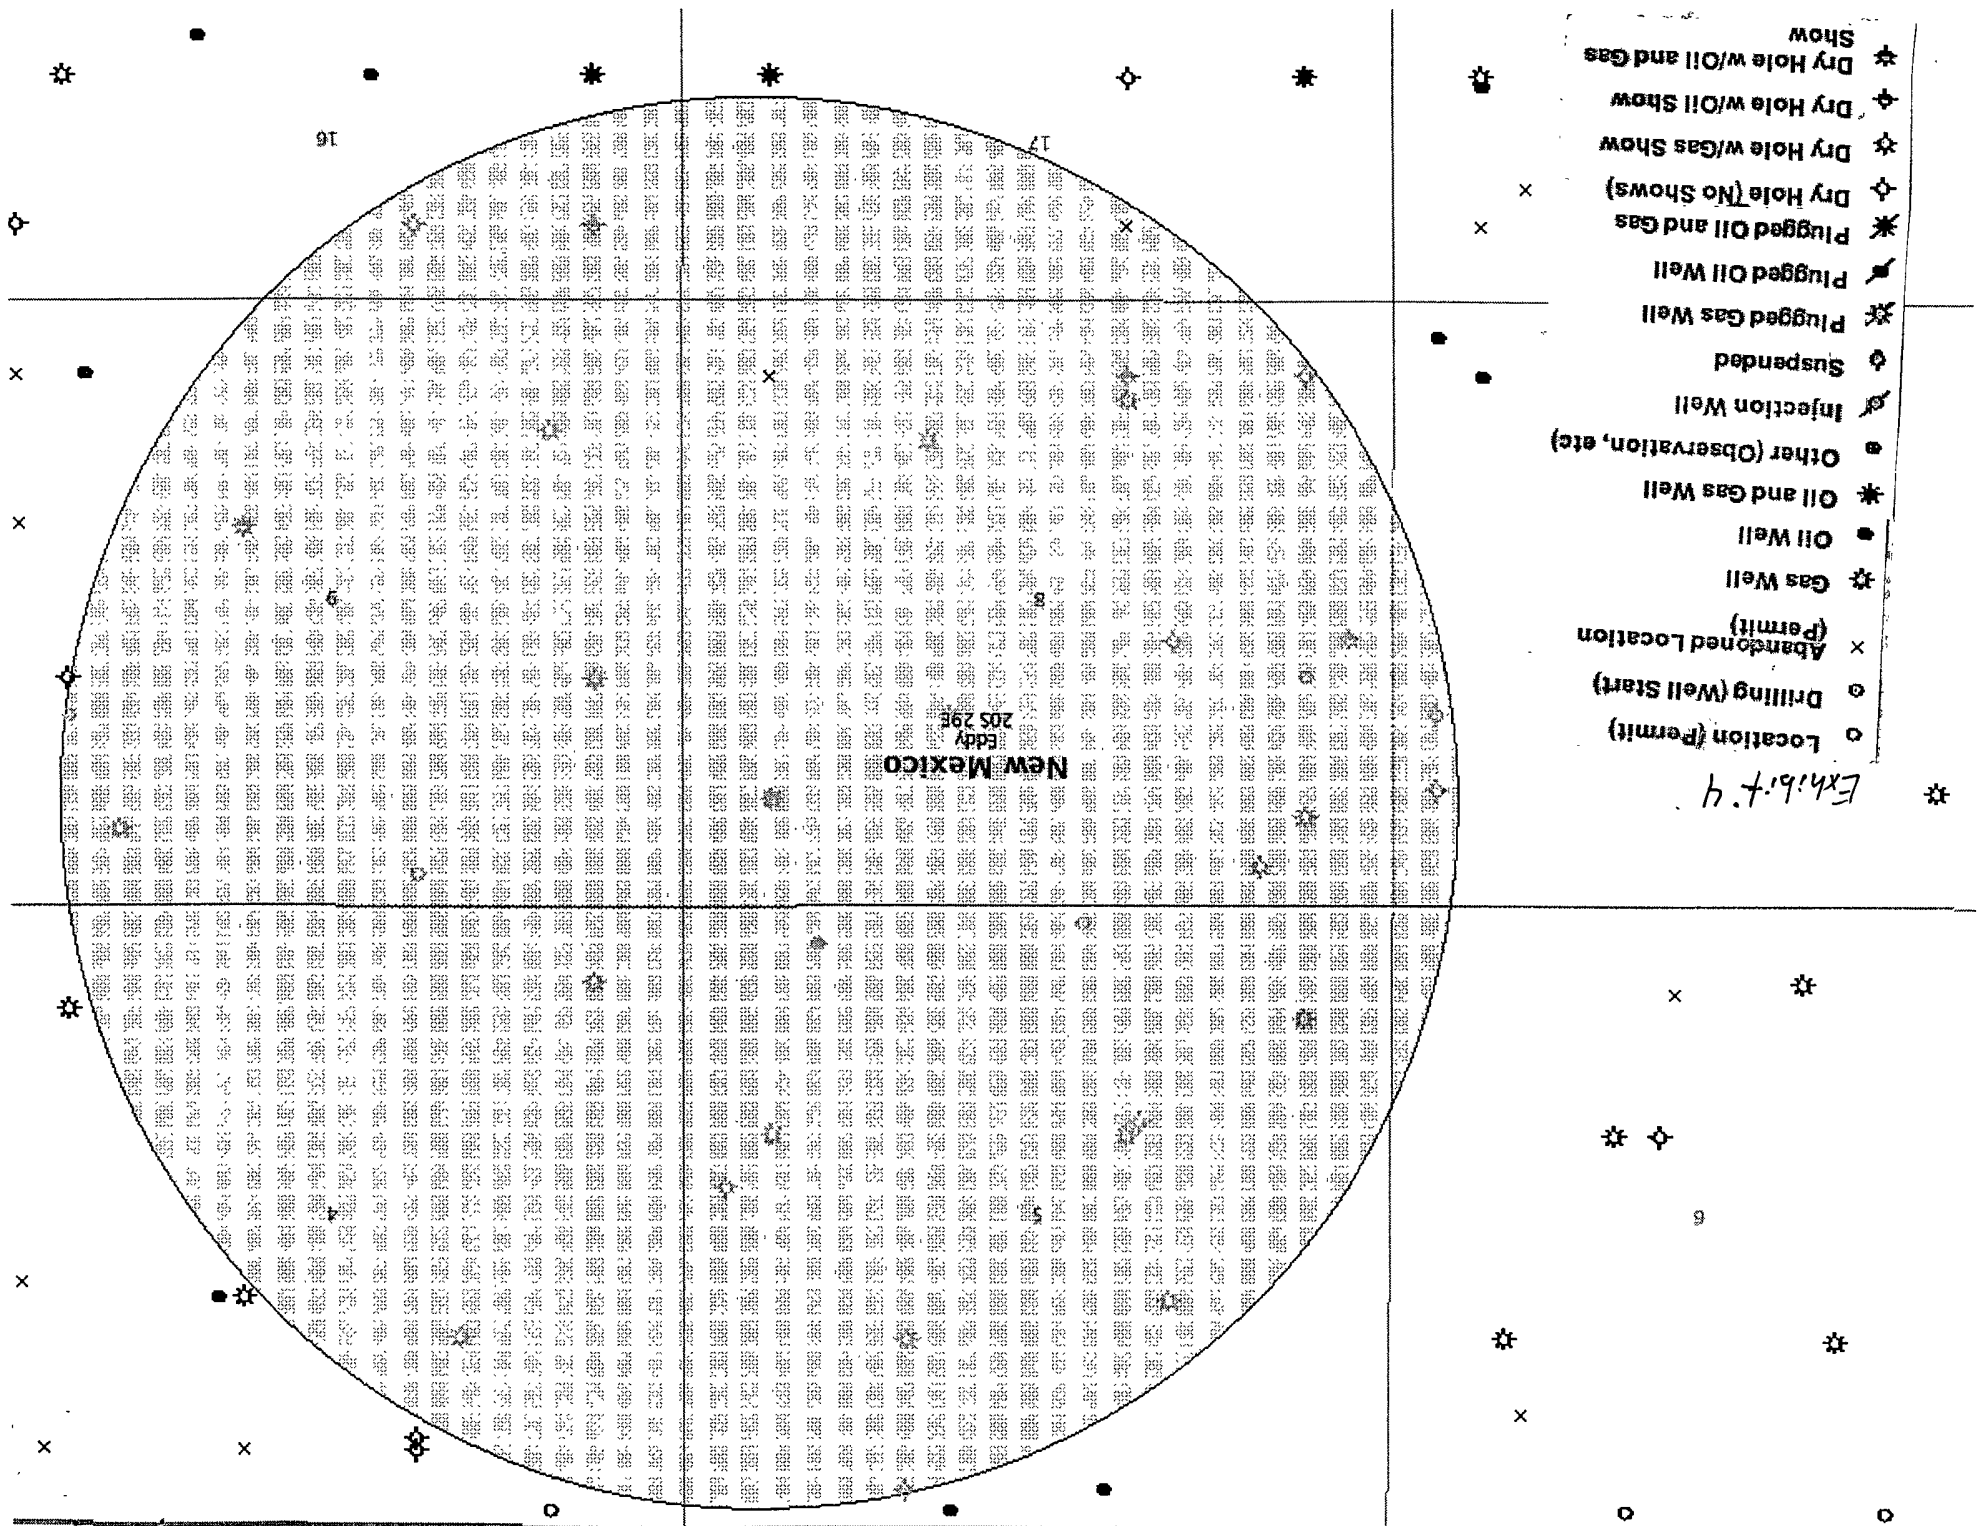 Exhibit 4
Location (Permit)
Drilling (Well Start)
Abandoned Location
(Permit)
Gas Well
Oil Well
Oil and Gas Well
Other (Observation, etc)
Injection Well
Suspended
Plugged Gas Well
Plugged Oil Well
Plugged Oil and Gas
Dry Hole (No Shows)
Dry Hole w/Gas Show
Dry Hole w/Oil Show
Dry Hole w/Oil and Gas
Show
6
5
4
New Mexico
Eddy
20S 29E
8
9
17
16